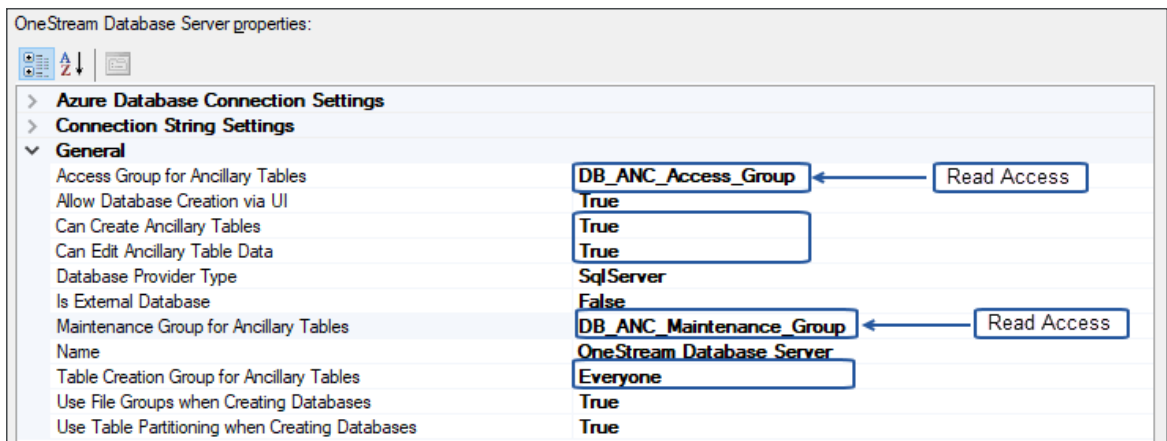 OneStream Database Server properties:
Azure Database Connection Settings
Connection String Settings
General
Access Group for Ancillary Tables DB_ANC_Access_Group Read Access
Allow Database Creation via UI True
Can Create Ancillary Tables True
Can Edit Ancillary Table Data True
Database Provider Type SqlServer
Is External Database False
Maintenance Group for Ancillary Tables DB_ANC_Maintenance_Group Read Access
Name OneStream Database Server
Table Creation Group for Ancillary Tables Everyone
Use File Groups when Creating Databases True
Use Table Partitioning when Creating Databases True